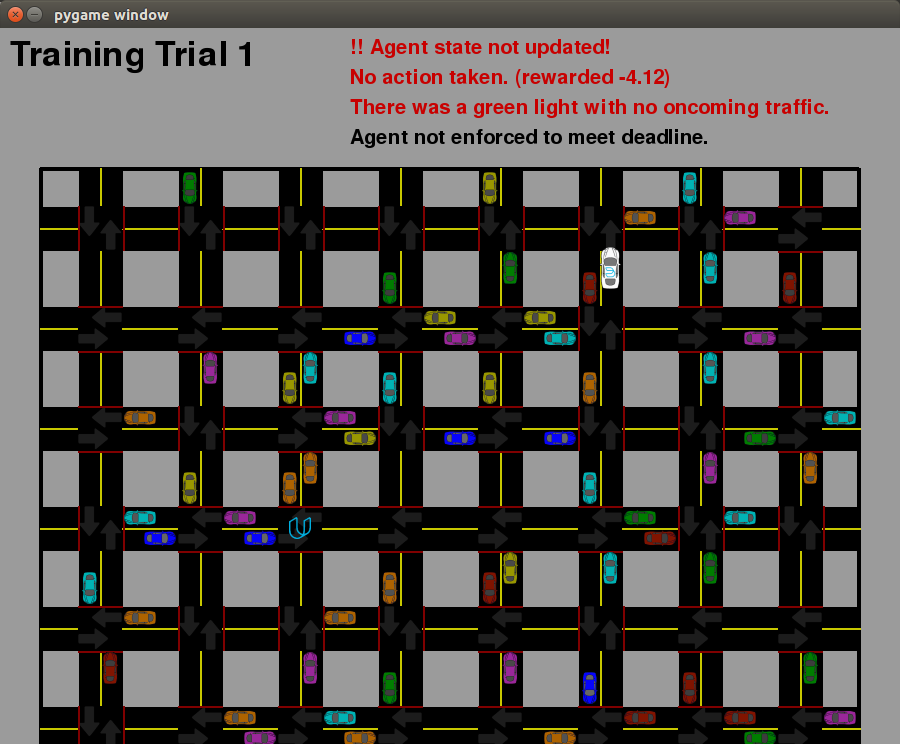 pygame window
Training Trial 1
!! Agent state not updated!
No action taken. (rewarded -4.12)
There was a green light with no oncoming traffic.
Agent not enforced to meet deadline.